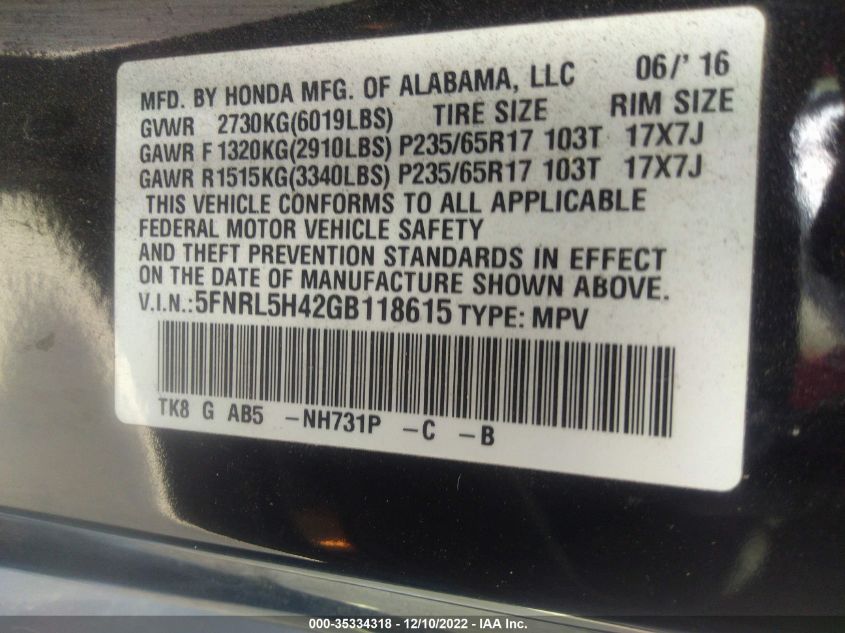 MFD. BY HONDA MFG. OF ALABAMA, LLC 06/' 16
GVWR 2730KG(6019LBS) TIRE SIZE RIM SIZE
GAWR F 1320KG(2910LBS) P235/65R17 103T 17X7J
GAWR R 1515KG(3340LBS) P235/65R17 103T 17X7J
THIS VEHICLE CONFORMS TO ALL APPLICABLE
FEDERAL MOTOR VEHICLE SAFETY
AND THEFT PREVENTION STANDARDS IN EFFECT
ON THE DATE OF MANUFACTURE SHOWN ABOVE.
V.I.N.:5FNRL5H42GB118615 TYPE: MPV
TK8 G AB5 -NH731P -C -B
000-35334318 - 12/10/2022 - IAA Inc.